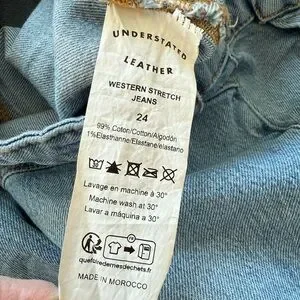 UNDERSTATED
LEATHER
WESTERN STRETCH
JEANS
24
99% Coton/Cotton/Algodón
1% Elasthanne/Elastane/elastano
Lavage en machine à 30°
Machine wash at 30°
Lavar a máquina a 30°
FR
quefairedemesdechets.fr
MADE IN MOROCCO